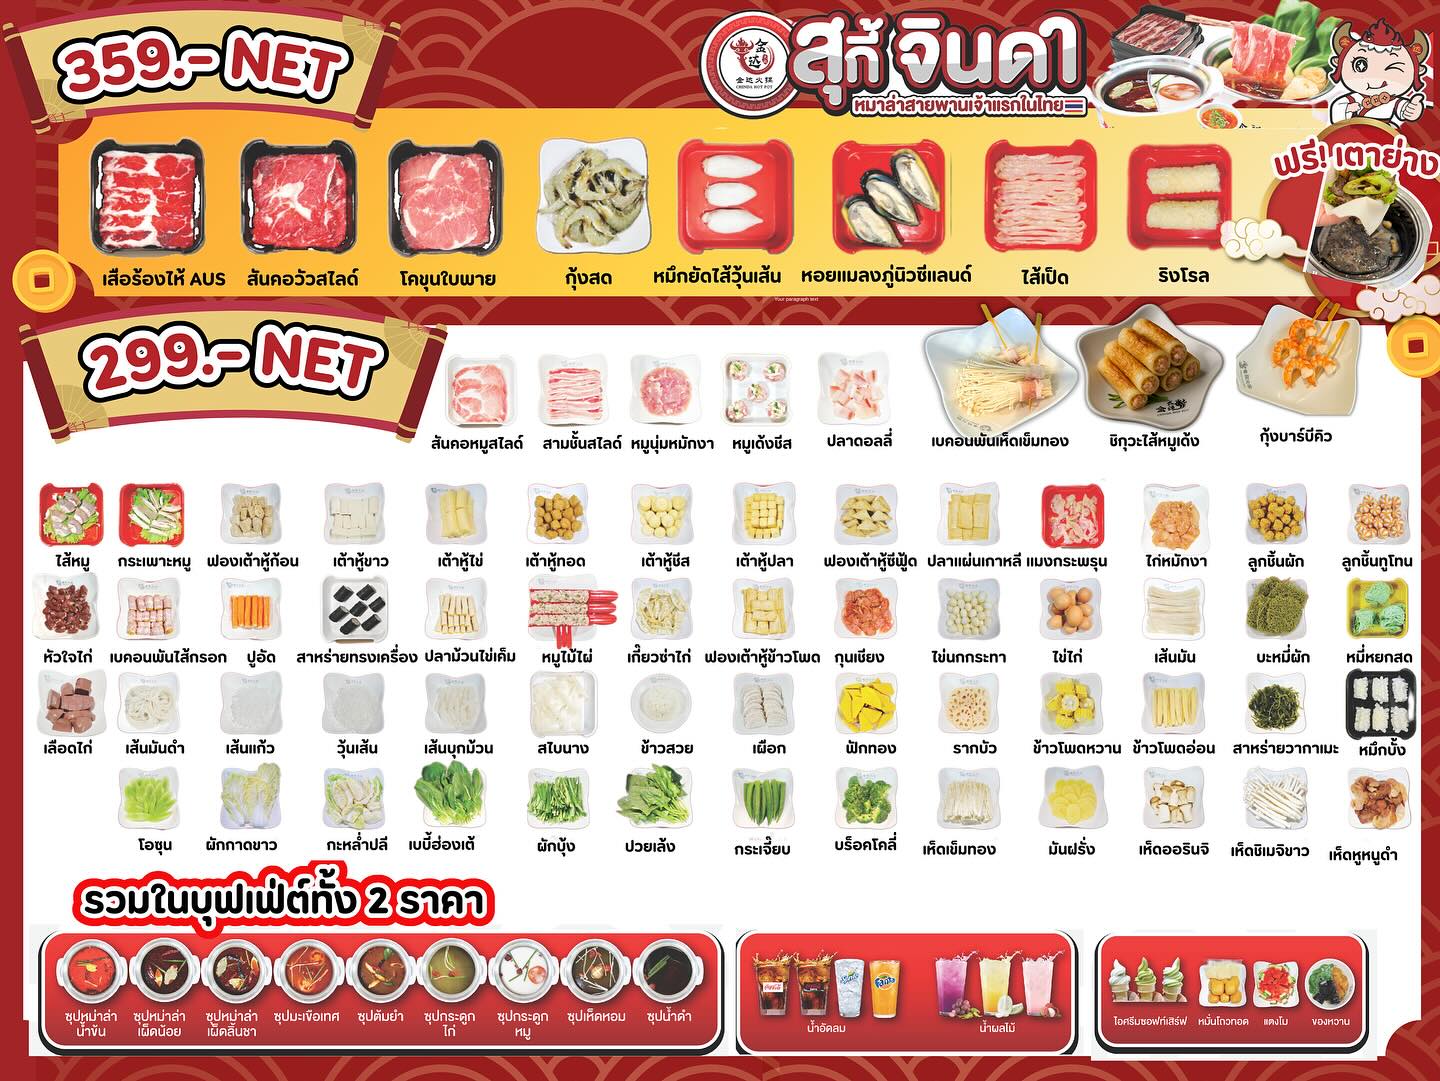 359.- NET
金达火锅
CHINDA HOT POT
สุกี้ จินดา
หมาล่าสายพานเจ้าแรกในไทย
ฟรี! เตาย่าง
เสือร้องไห้ AUS
สันคอวัวสไลด์
โคขุนใบพาย
กุ้งสด
หมึกยัดไส้วุ้นเส้น
หอยแมลงภู่นิวซีแลนด์
ไส้เป็ด
ริงโรล
Your paragraph text
299.- NET
สันคอหมูสไลด์
สามชั้นสไลด์
หมูนุ่มหมักงา
หมูเด้งชีส
ปลาดอลลี่
เบคอนพันเห็ดเข็มทอง
ชิกุวะไส้หมูเด้ง
กุ้งบาร์บีคิว
ไส้หมู
กระเพาะหมู
ฟองเต้าหู้ก้อน
เต้าหู้ขาว
เต้าหู้ไข่
เต้าหู้ทอด
เต้าหู้ชีส
เต้าหู้ปลา
ฟองเต้าหู้ซีฟู้ด
ปลาแผ่นเกาหลี
แมงกระพรุน
ไก่หมักงา
ลูกชิ้นผัก
ลูกชิ้นทูโทน
หัวใจไก่
เบคอนพันไส้กรอก
ปูอัด
สาหร่ายทรงเครื่อง
ปลาม้วนไข่เค็ม
หมูไม้ไผ่
เกี๊ยวซ่าไก่
ฟองเต้าหู้ข้าวโพด
กุนเชียง
ไข่นกกระทา
ไข่ไก่
เส้นมัน
บะหมี่ผัก
หมี่หยกสด
เลือดไก่
เส้นมันดำ
เส้นแก้ว
วุ้นเส้น
เส้นบุกม้วน
สไบนาง
ข้าวสวย
เผือก
ฟักทอง
รากบัว
ข้าวโพดหวาน
ข้าวโพดอ่อน
สาหร่ายวากาเมะ
หมึกบั้ง
โอซุน
ผักกาดขาว
กะหล่ำปลี
เบบี้ฮ่องเต้
ผักบุ้ง
ปวยเล้ง
กระเจี๊ยบ
บร็อคโคลี่
เห็ดเข็มทอง
มันฝรั่ง
เห็ดออรินจิ
เห็ดชิเมจิขาว
เห็ดหูหนูดำ
รวมในบุฟเฟ่ต์ทั้ง 2 ราคา
ซุปหม่าล่า
น้ำข้น
ซุปหม่าล่า
เผ็ดน้อย
ซุปหม่าล่า
เผ็ดลิ้นชา
ซุปมะเขือเทศ
ซุปต้มยำ
ซุปกระดูก
ไก่
ซุปกระดูก
หมู
ซุปเห็ดหอม
ซุปน้ำดำ
น้ำอัดลม
น้ำผลไม้
ไอศรีมซอฟท์เสิร์ฟ
หมั่นโถวทอด
แตงโม
ของหวาน